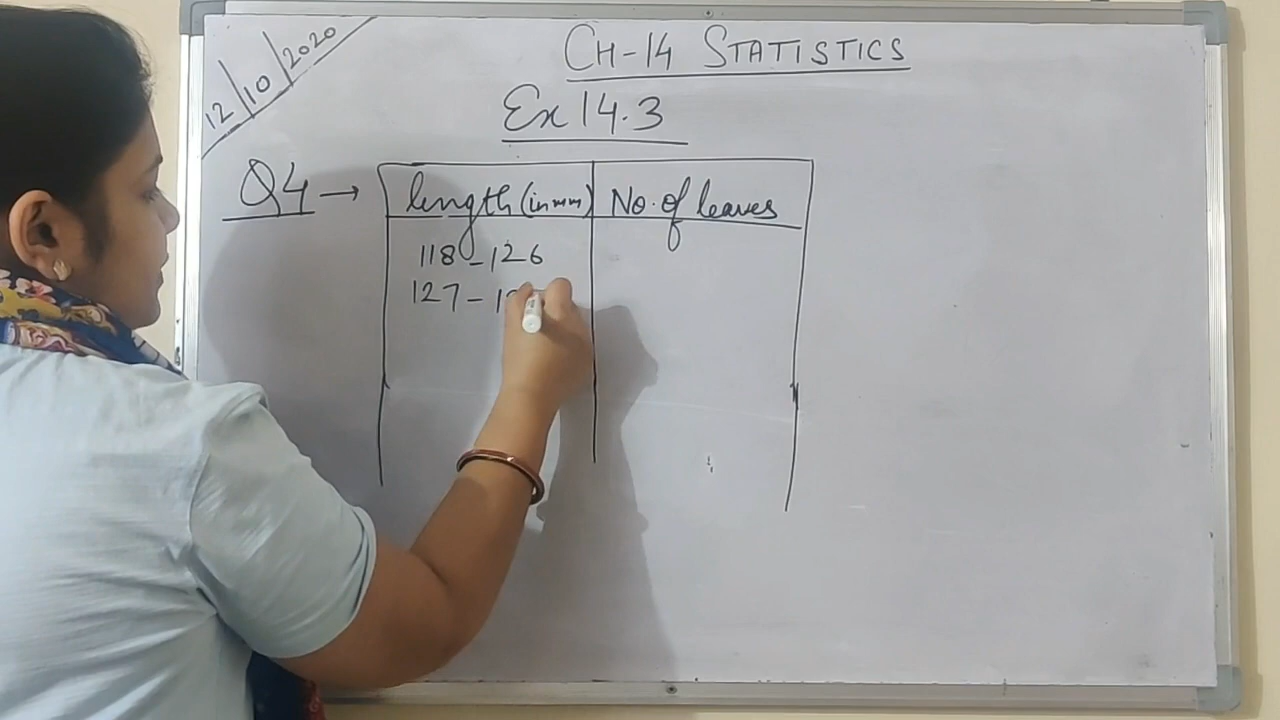 12/10/2020
CH-14 STATISTICS
Ex 14.3
Q4 → length (in mm) No. of leaves
118-126
127-1